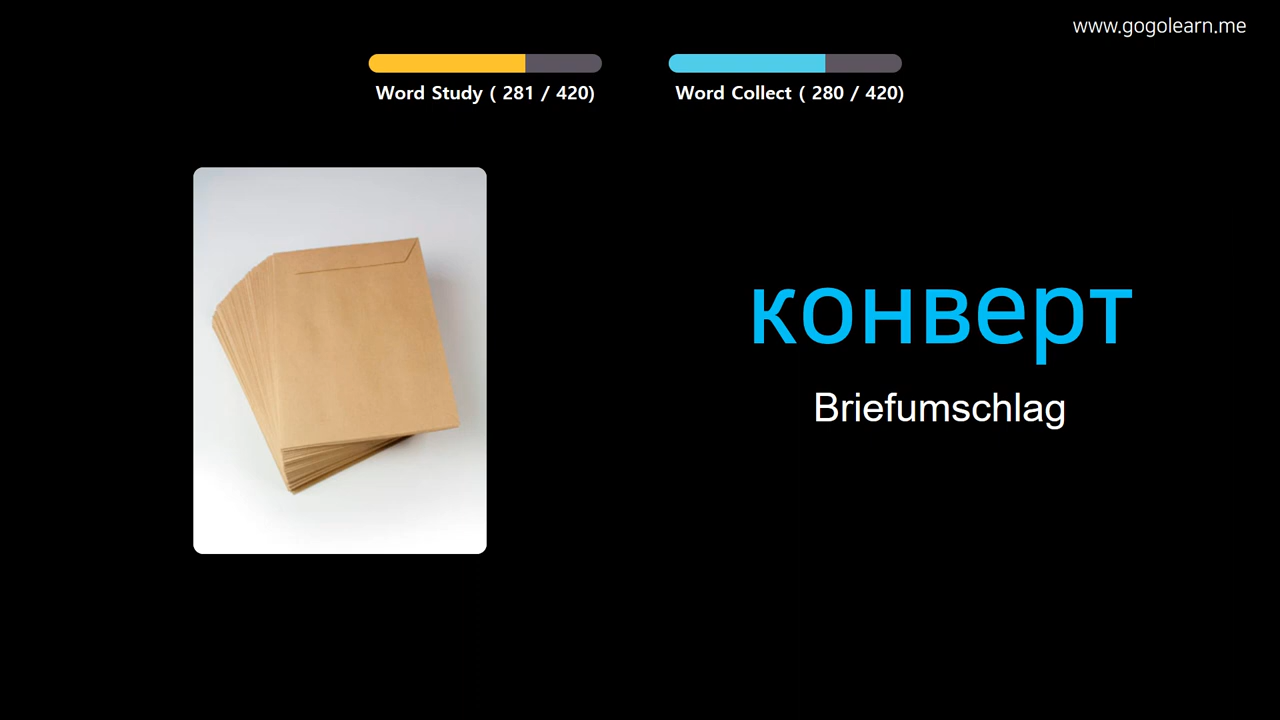 www.gogolearn.me
Word Study ( 281 / 420)
Word Collect ( 280 / 420)
конверт
Briefumschlag